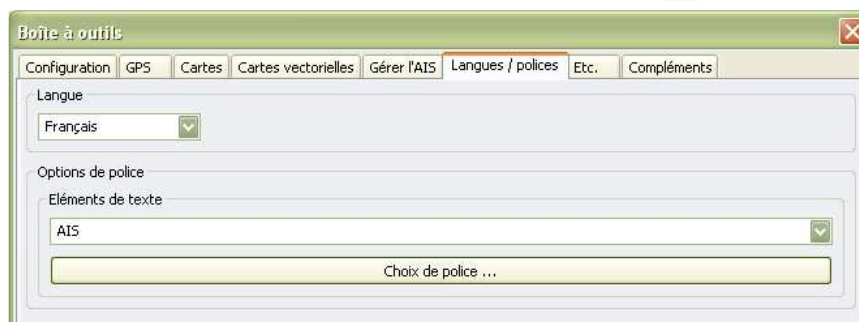 Boîte à outils
Configuration GPS Cartes Cartes vectorielles Gérer l'AIS Langues / polices Etc. Compléments
Langue
Français
Options de police
Eléments de texte
AIS
Choix de police ...